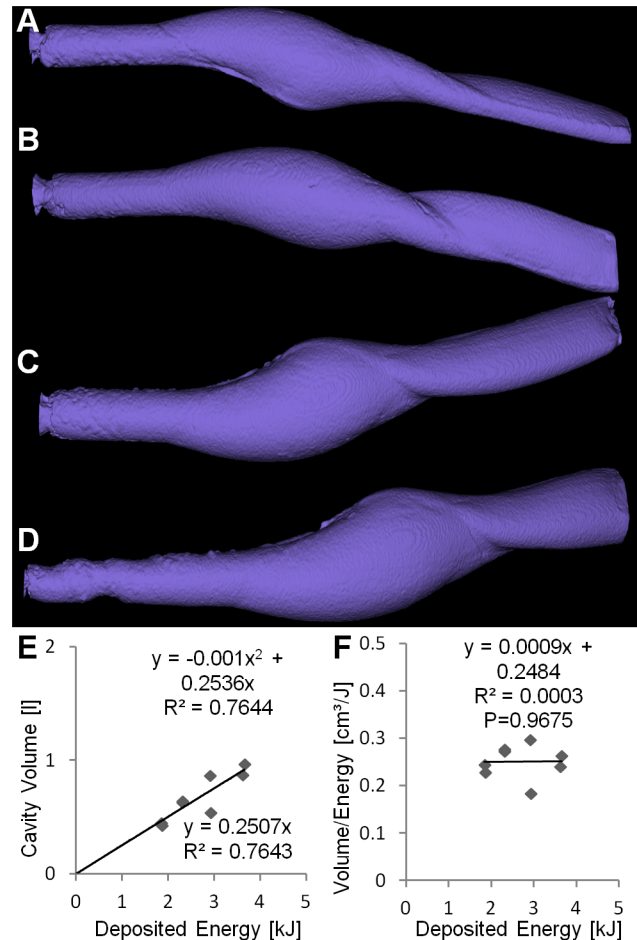 A
B
C
D
E
y = -0.001x² +
0.2536x
R² = 0.7644
Cavity Volume [l]
2
1
0
y = 0.2507x
R² = 0.7643
0 1 2 3 4 5
Deposited Energy [kJ]
F
y = 0.0009x +
0.2484
R² = 0.0003
P=0.9675
Volume/Energy [cm³/J]
0.5
0.4
0.3
0.2
0.1
0
0 1 2 3 4 5
Deposited Energy [kJ]